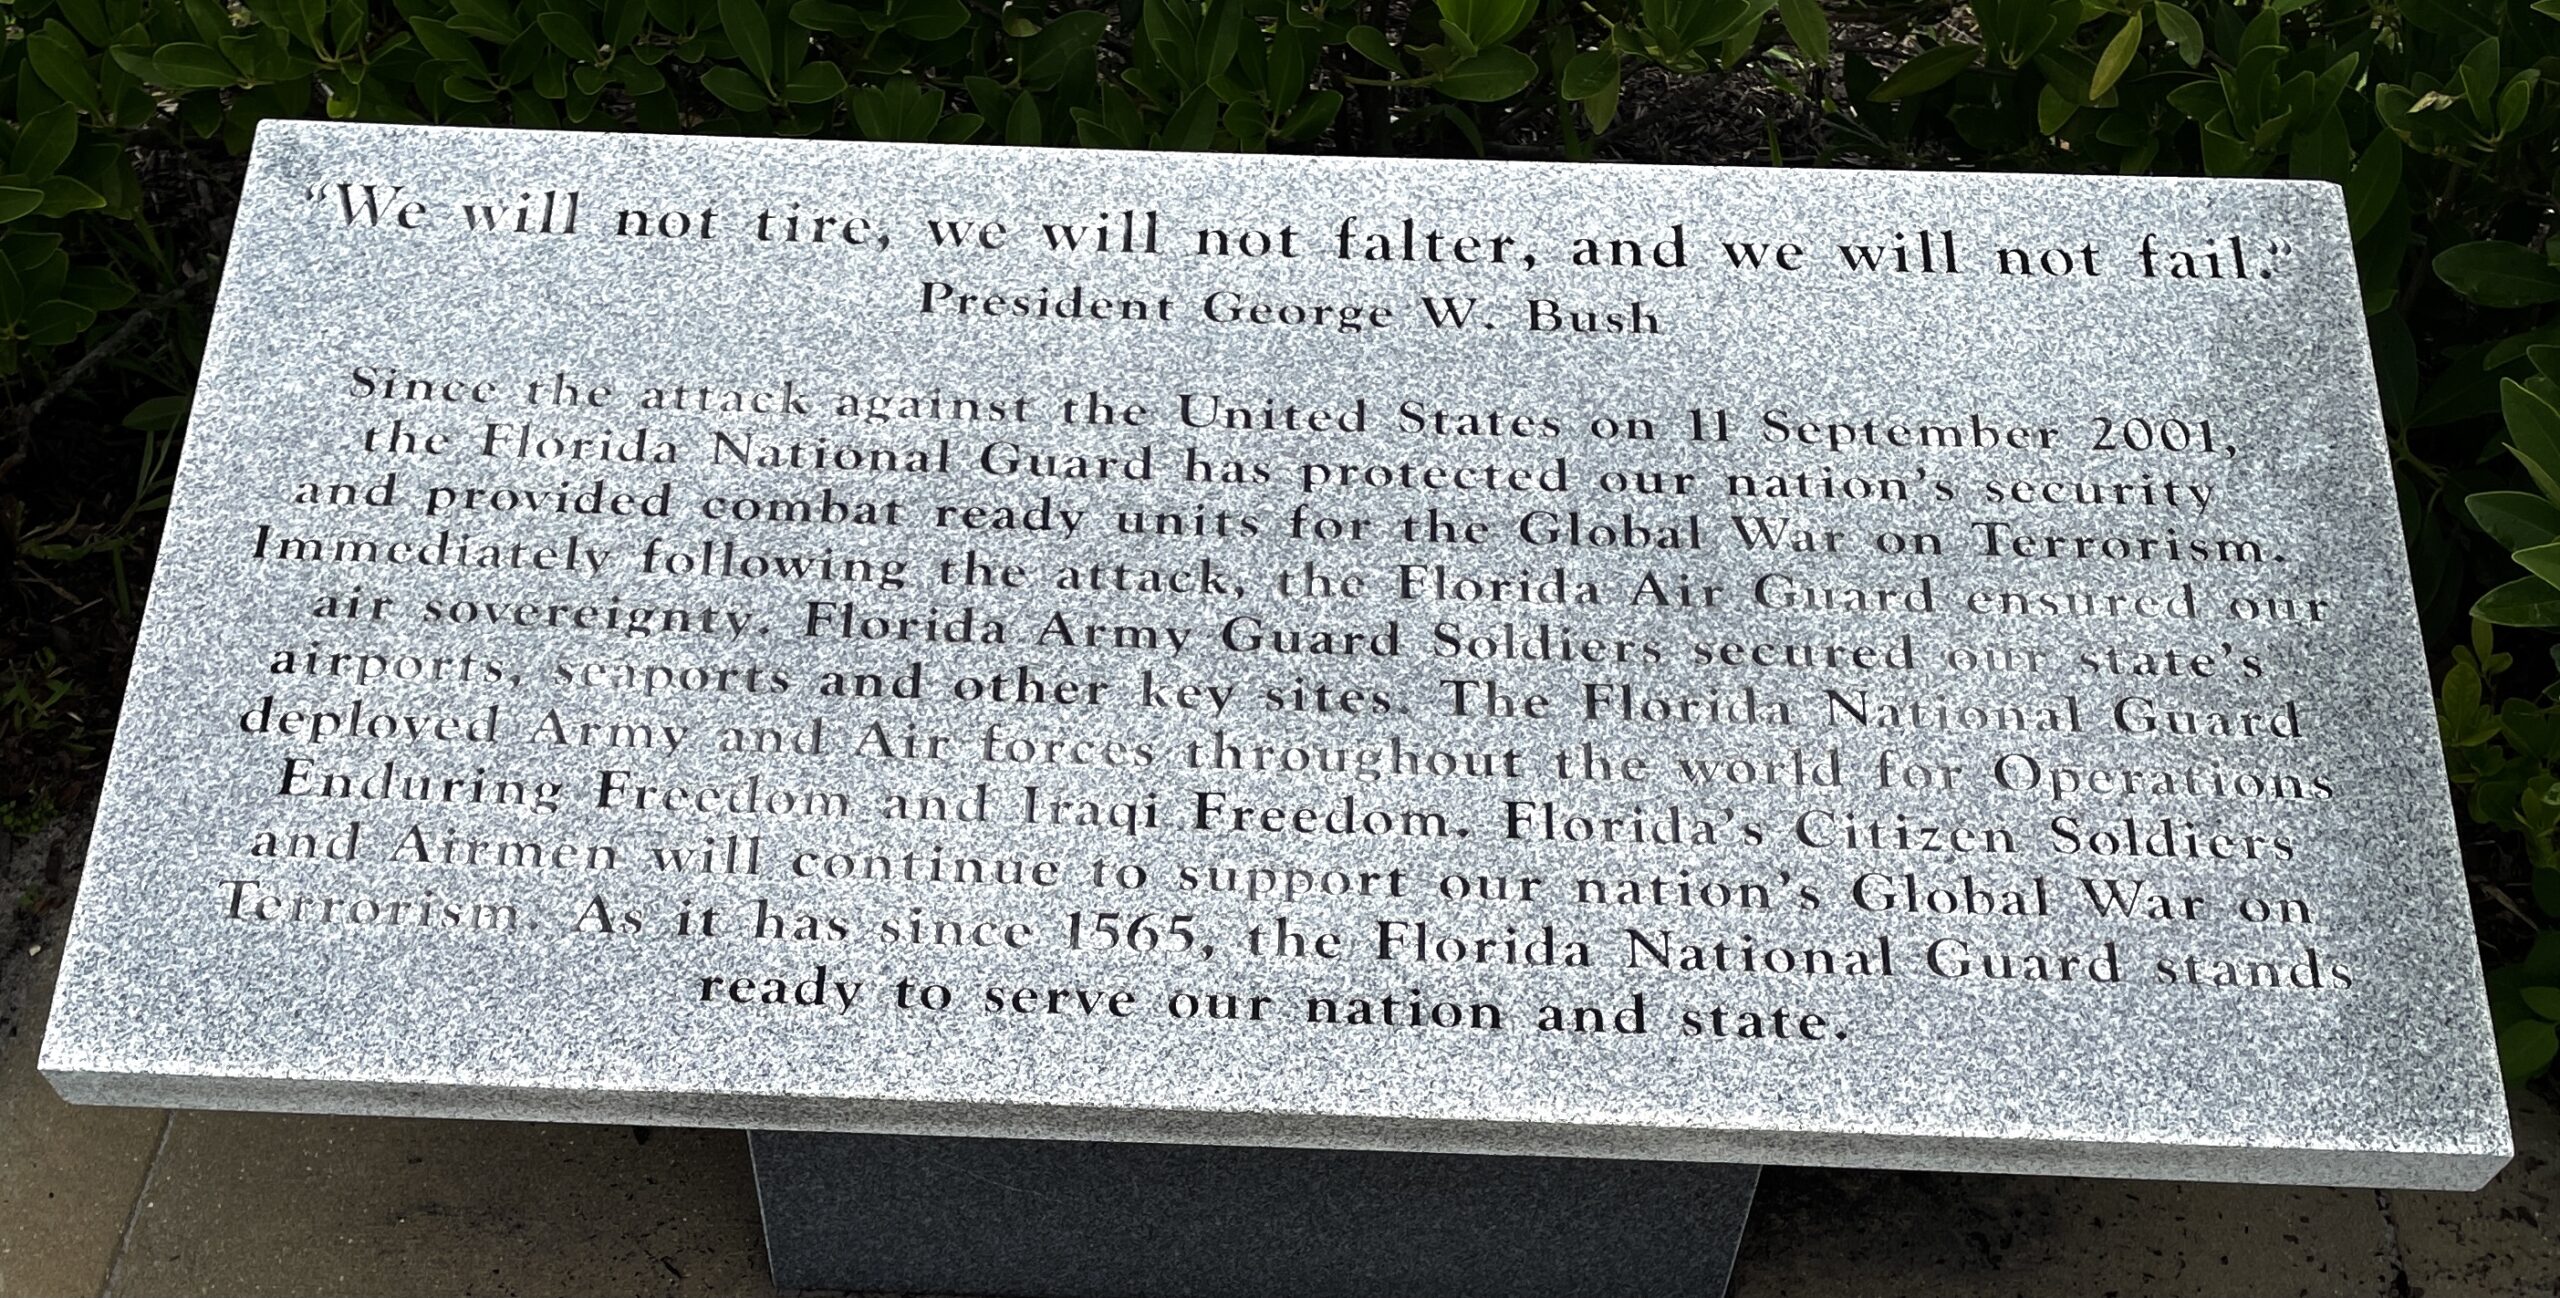 “We will not tire, we will not falter, and we will not fail.”
President George W. Bush
Since the attack against the United States on 11 September 2001,
the Florida National Guard has protected our nation's security
and provided combat ready units for the Global War on Terrorism.
Immediately following the attack, the Florida Air Guard ensured our
air sovereignty. Florida Army Guard Soldiers secured our state's
airports, seaports and other key sites. The Florida National Guard
deployed Army and Air forces throughout the world for Operations
Enduring Freedom and Iraqi Freedom. Florida's Citizen Soldiers
and Airmen will continue to support our nation's Global War on
Terrorism. As it has since 1565, the Florida National Guard stands
ready to serve our nation and state.